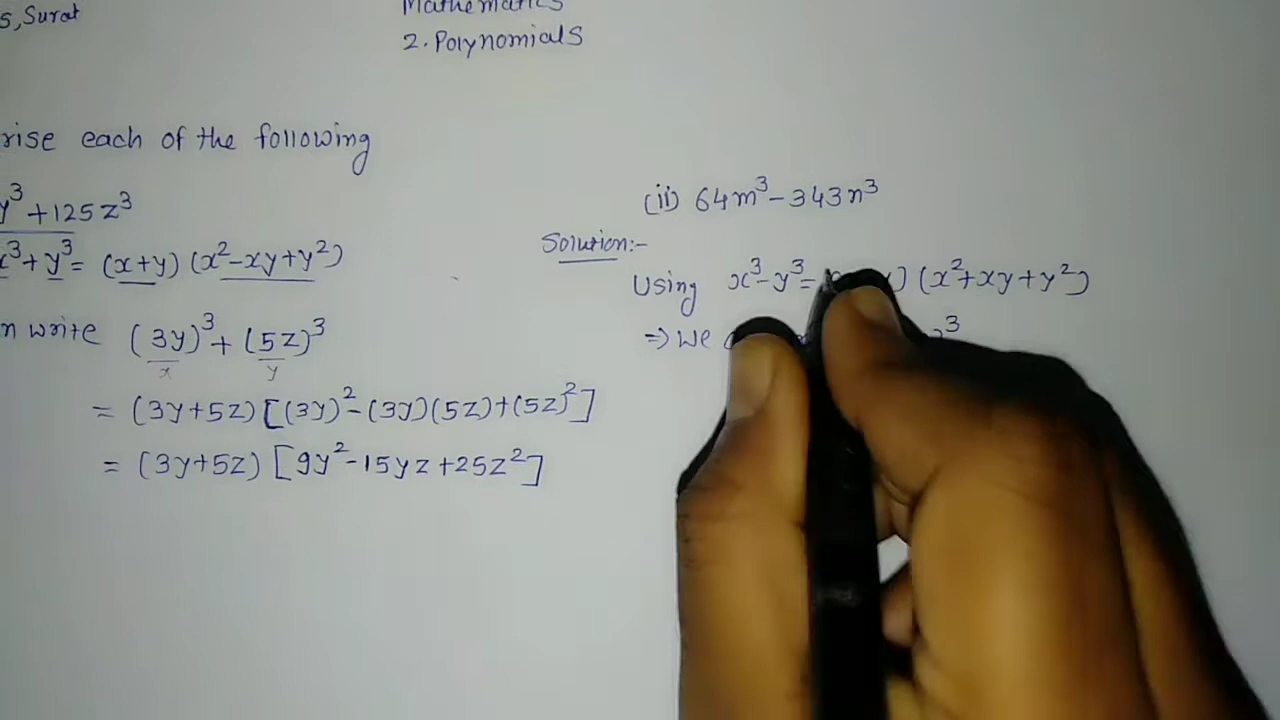 s, Surat
Mathematics
2. Polynomials
rise each of the following
y³ + 125z³
x³ + y³ = (x+y) (x² - xy + y²)
n write (3y)³ + (5z)³
x y
= (3y + 5z) [(3y)² - (3y)(5z) + (5z)²]
= (3y + 5z) [9y² - 15yz + 25z²]
(ii) 64m³ - 343n³
Solution:-
Using x³ - y³ = ) (x² + xy + y²)
⇒ We 3